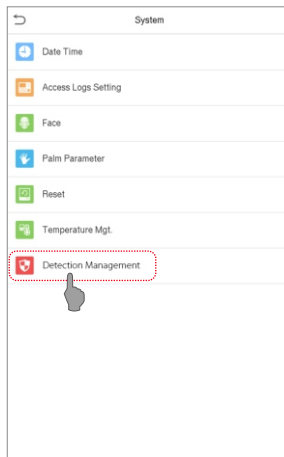 System
Date Time
Access Logs Setting
Face
Palm Parameter
Reset
Temperature Mgt.
Detection Management